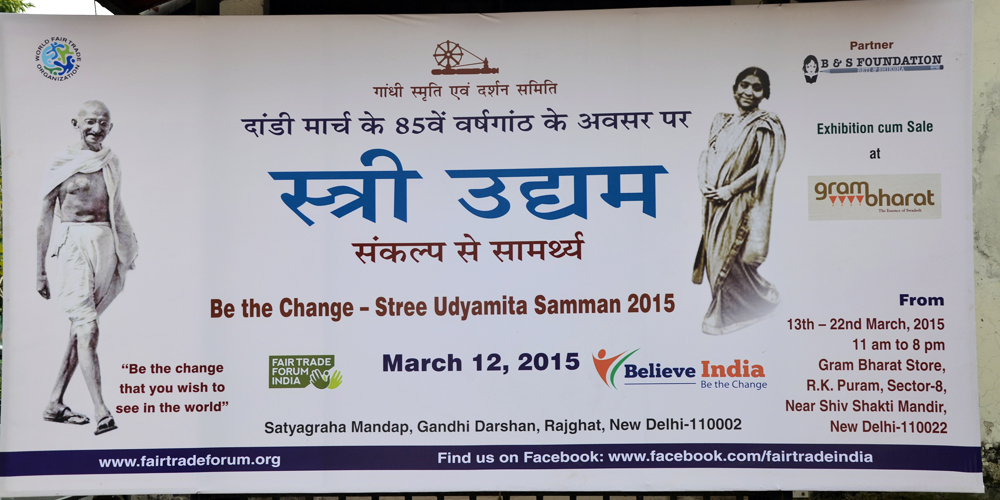 WORLD FAIR TRADE ORGANIZATION
गांधी स्मृति एवं दर्शन समिति
दांडी मार्च के 85वें वर्षगांठ के अवसर पर
स्त्री उद्यम
संकल्प से सामर्थ्य
Be the Change – Stree Udyamita Samman 2015
"Be the change
that you wish to
see in the world"
FAIR TRADE
FORUM
INDIA
March 12, 2015
Believe India
Be the Change
Satyagraha Mandap, Gandhi Darshan, Rajghat, New Delhi-110002
Partner
B & S FOUNDATION
Exhibition cum Sale
at
gram bharat
The Essence of Swadesh
From
13th – 22nd March, 2015
11 am to 8 pm
Gram Bharat Store,
R.K. Puram, Sector-8,
Near Shiv Shakti Mandir,
New Delhi-110022
www.fairtradeforum.org
Find us on Facebook: www.facebook.com/fairtradeindia